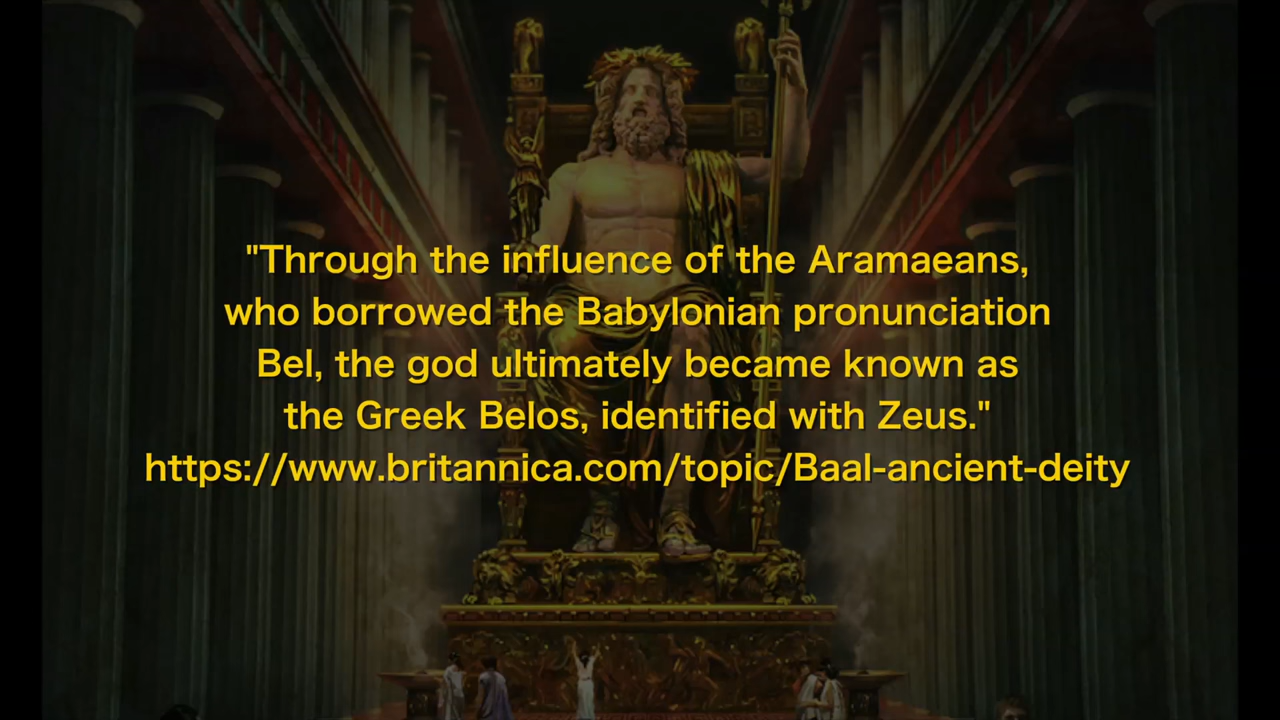 "Through the influence of the Aramaeans,
who borrowed the Babylonian pronunciation
Bel, the god ultimately became known as
the Greek Belos, identified with Zeus."
https://www.britannica.com/topic/Baal-ancient-deity